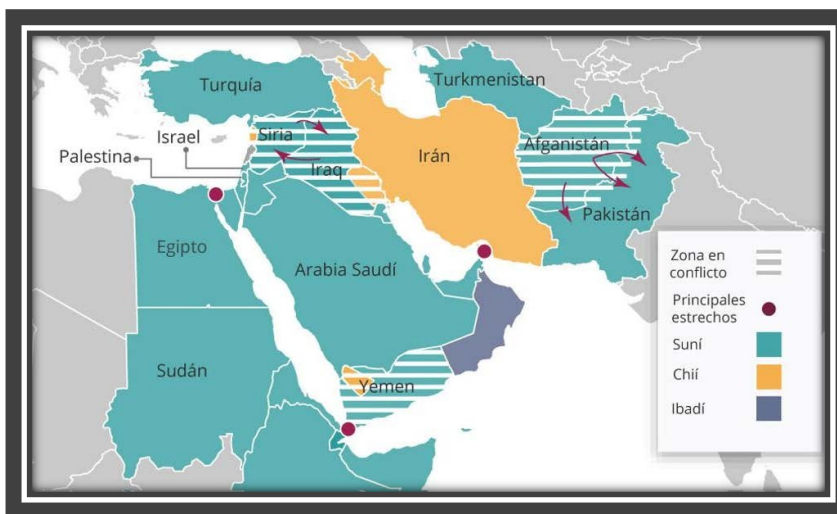 Turquía
Turkmenistan
Israel
Siria
Afganistán
Palestina
Irán
Iraq
Pakistán
Egipto
Arabia Saudí
Sudán
Yemen
Zona en
conflicto
Principales
estrechos
Suní
Chií
Ibadí